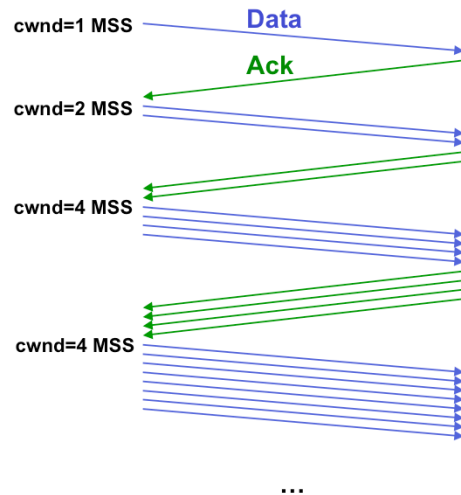 cwnd=1 MSS
Data
Ack
cwnd=2 MSS
cwnd=4 MSS
cwnd=4 MSS
...